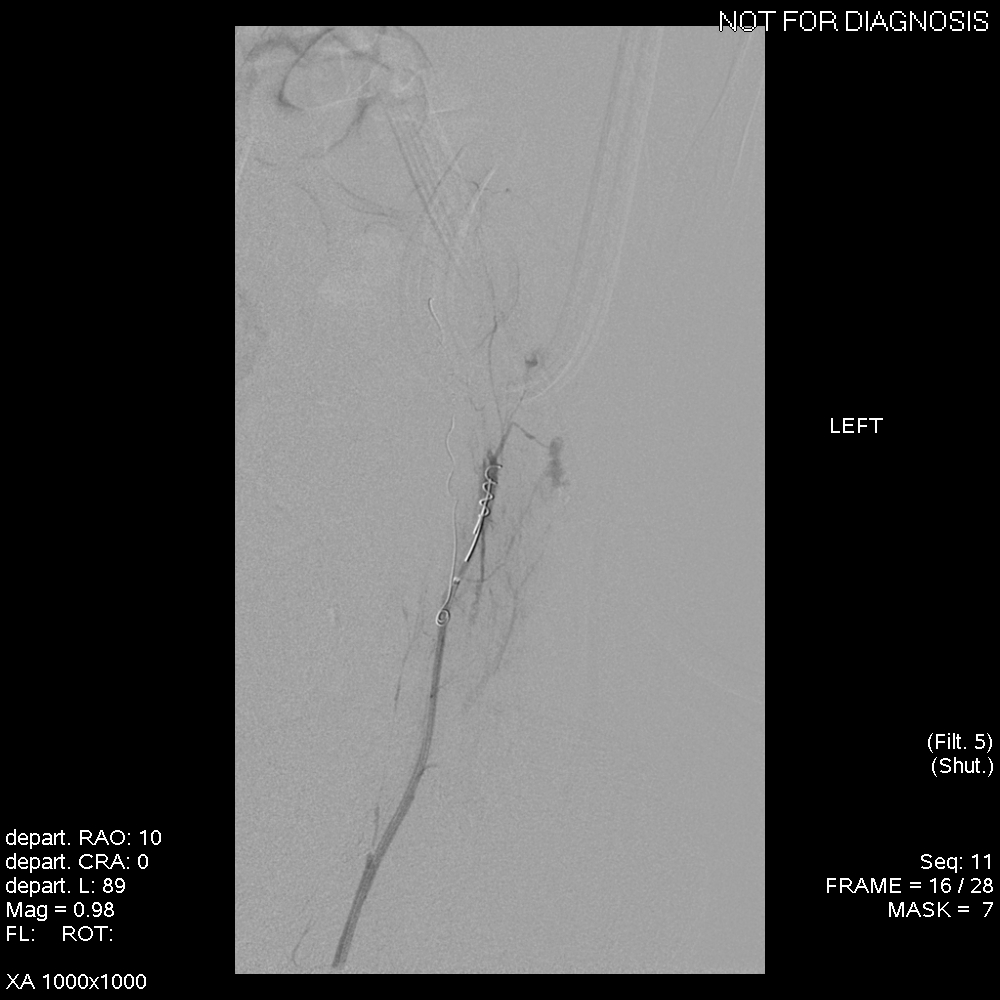 NOT FOR DIAGNOSIS
LEFT
(Filt. 5)
(Shut.)
depart. RAO: 10
depart. CRA: 0
depart. L: 89
Mag = 0.98
FL: ROT:
Seq: 11
FRAME = 16 / 28
MASK = 7
XA 1000x1000